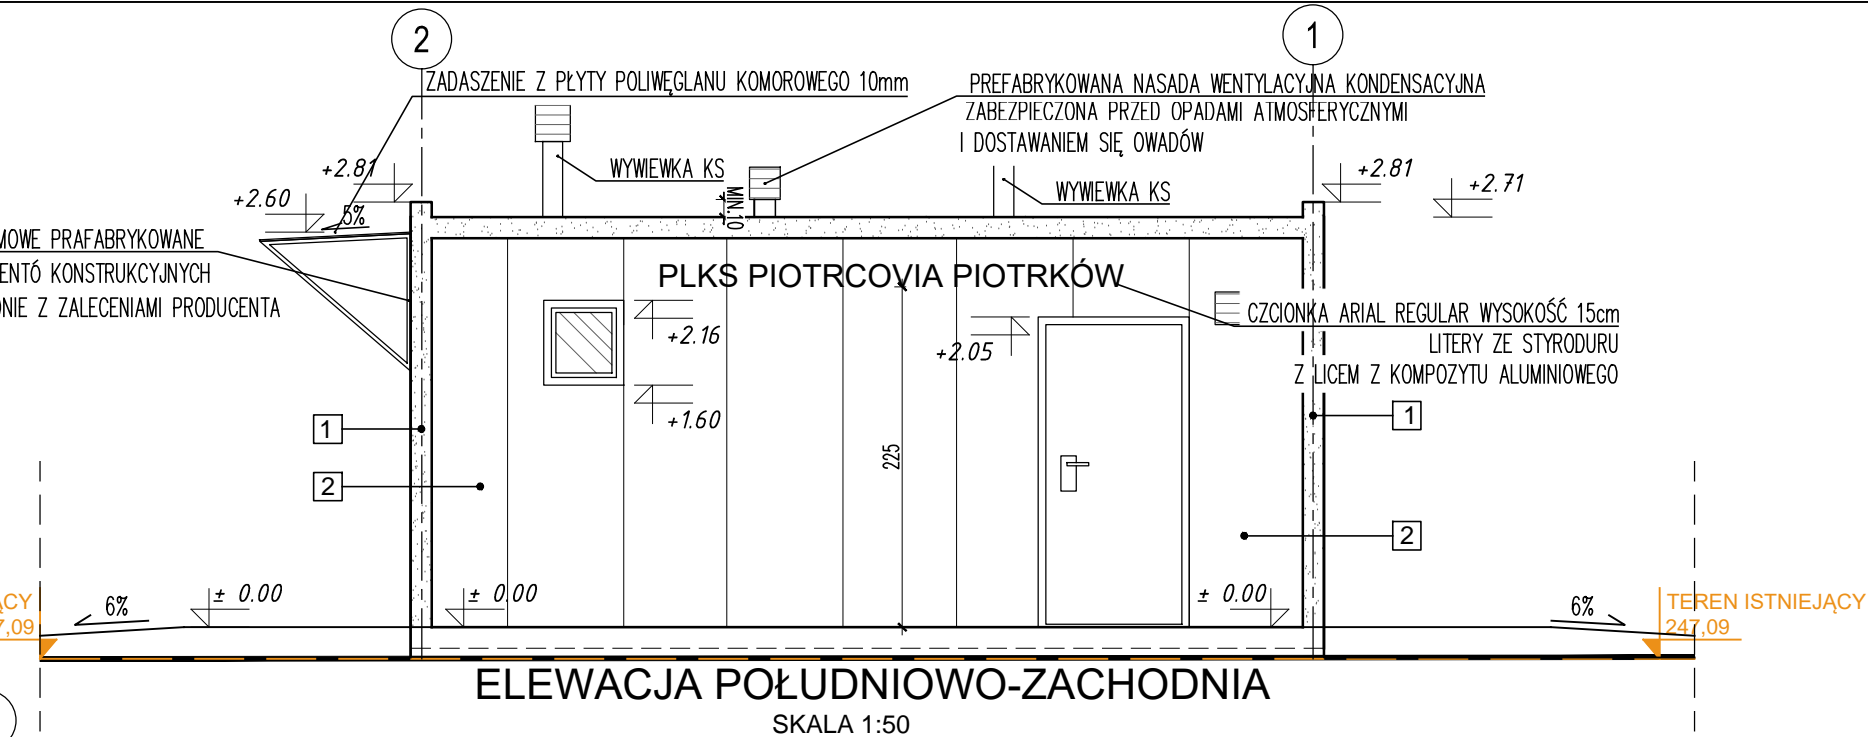 2
1
ZADASZENIE Z PŁYTY POLIWĘGLANU KOMOROWEGO 10mm
PREFABRYKOWANA NASADA WENTYLACYJNA KONDENSACYJNA
ZABEZPIECZONA PRZED OPADAMI ATMOSFERYCZNYMI
I DOSTAWANIEM SIĘ OWADÓW
WYWIEWKA KS
WYWIEWKA KS
MIN.10
+2.81
+2.60
5%
+2.81
+2.71
PRAFABRYKOWANE
KONSTRUKCYJNYCH
Z ZALECENIAMI PRODUCENTA
PLKS PIOTRCOVIA PIOTRKÓW
CZCIONKA ARIAL REGULAR WYSOKOŚĆ 15cm
LITERY ZE STYRODURU
Z LICEM Z KOMPOZYTU ALUMINIOWEGO
+2.16
+2.05
+1.60
1
1
2
2
225
6%
± 0.00
± 0.00
± 0.00
6%
TEREN ISTNIEJĄCY
247,09
ELEWACJA POŁUDNIOWO-ZACHODNIA
SKALA 1:50